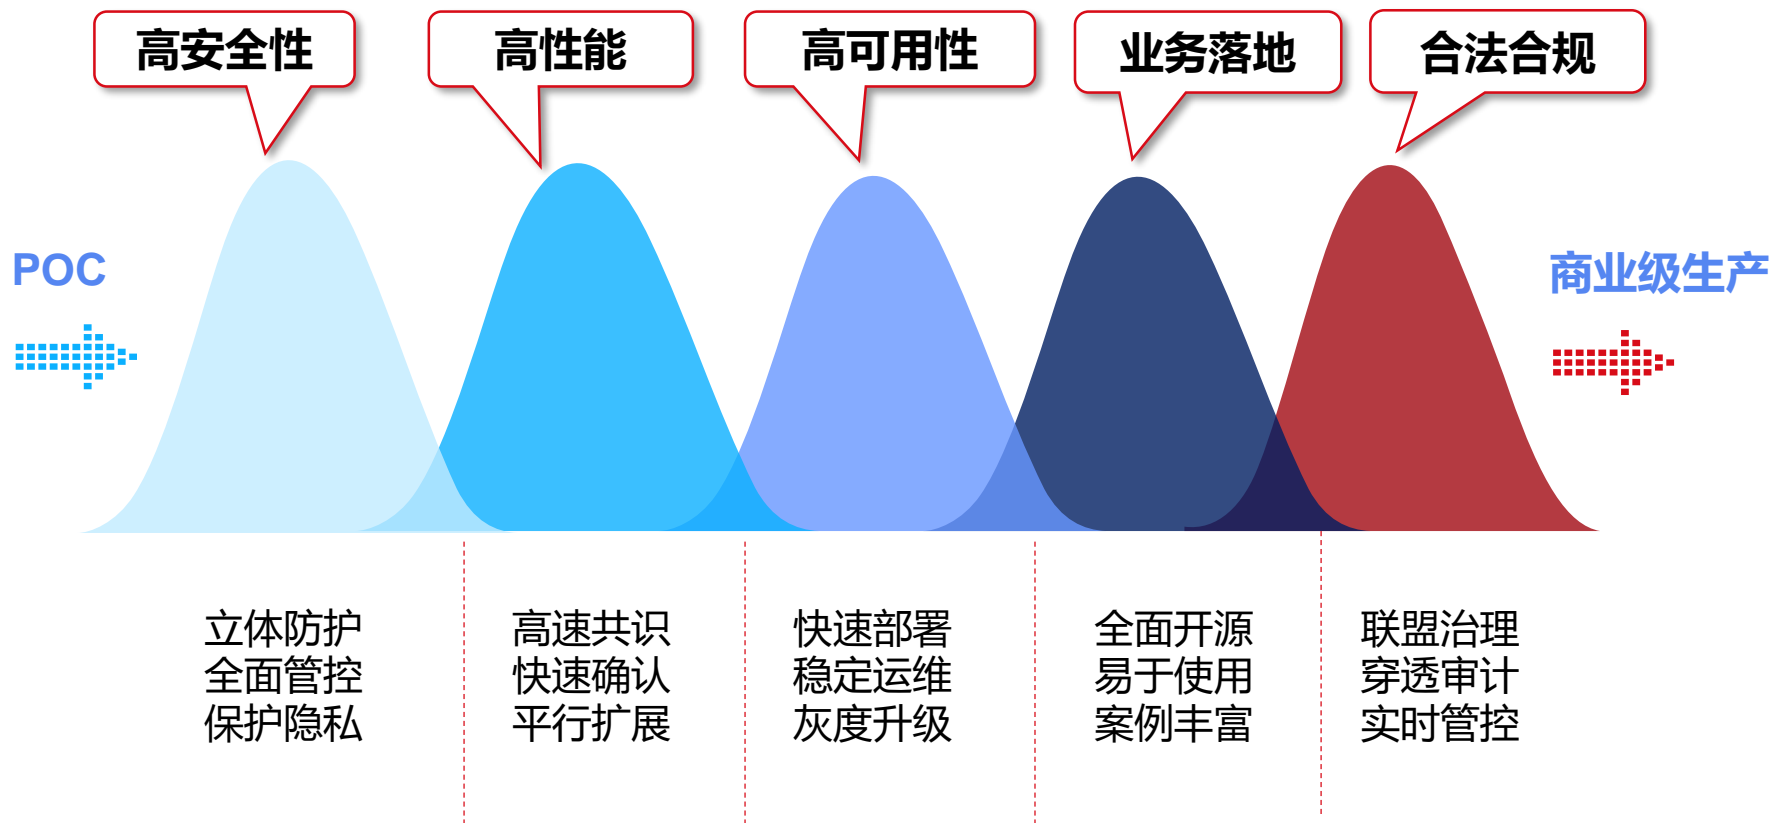 高安全性
高性能
高可用性
业务落地
合法合规
POC
商业级生产
立体防护
全面管控
保护隐私
高速共识
快速确认
平行扩展
快速部署
稳定运维
灰度升级
全面开源
易于使用
案例丰富
联盟治理
穿透审计
实时管控